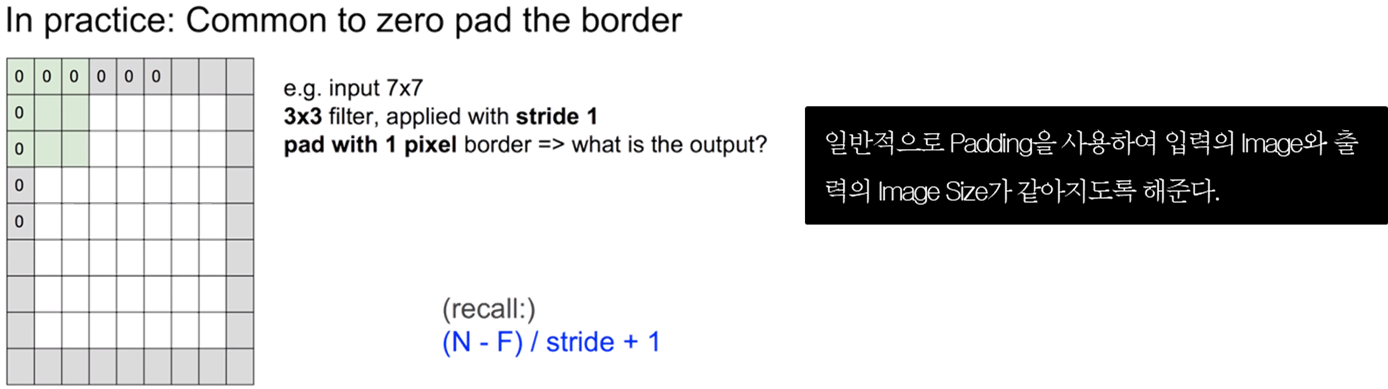 In practice: Common to zero pad the border
0 0 0 0 0 0
0
0
0
0
e.g. input 7x7
3x3 filter, applied with stride 1
pad with 1 pixel border => what is the output?
(recall:)
(N - F) / stride + 1
일반적으로 Padding을 사용하여 입력의 Image와 출
력의 Image Size가 같아지도록 해준다.